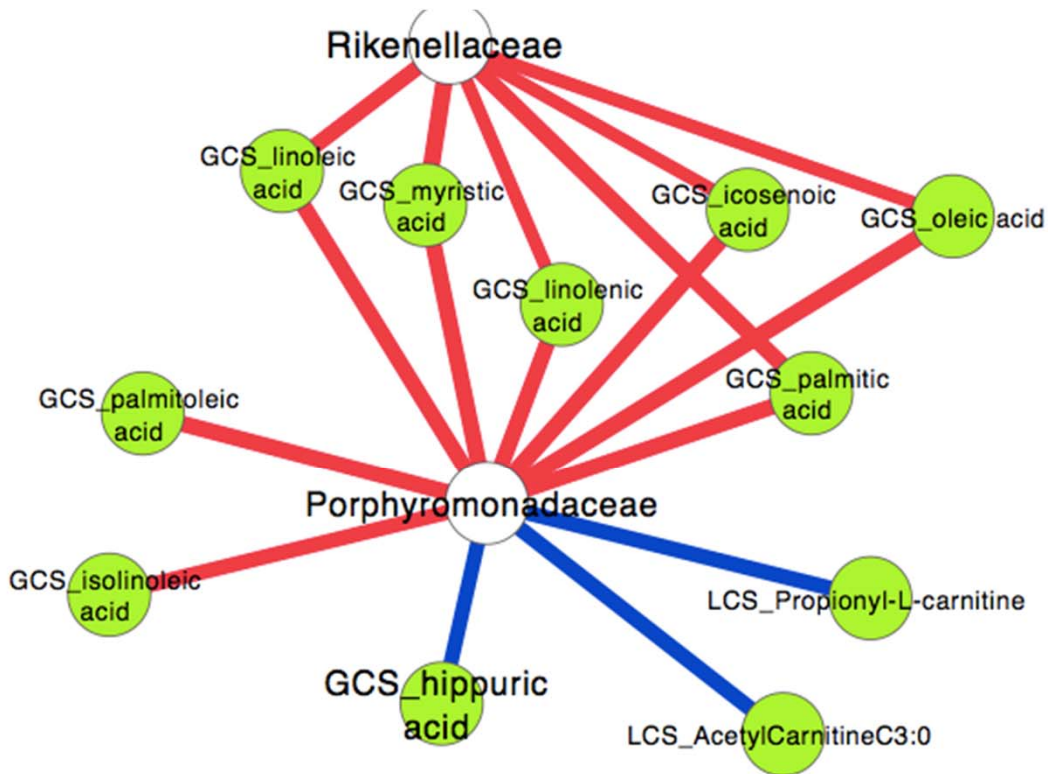 Rikenellaceae
GCS_linoleic
acid
GCS_myristic
acid
GCS_icosenoic
acid
GCS_oleic acid
GCS_linolenic
acid
GCS_palmitoleic
acid
GCS_palmitic
acid
Porphyromonadaceae
GCS_isolinoleic
acid
LCS_Propionyl-L-carnitine
GCS_hippuric
acid
LCS_AcetylCarnitineC3:0